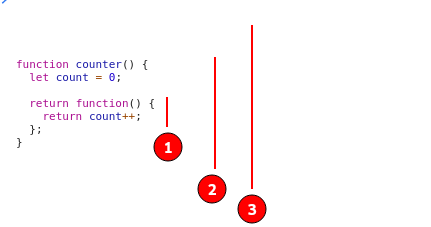 function counter() {
  let count = 0;

  return function() {
    return count++;
  };
}
1
2
3